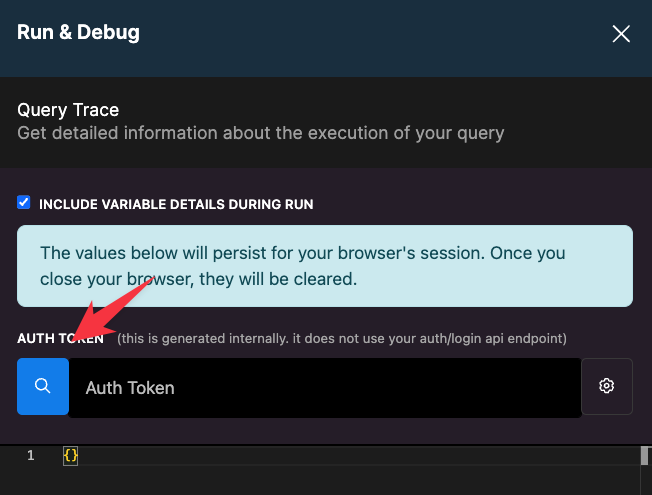 Run & Debug
Query Trace
Get detailed information about the execution of your query
INCLUDE VARIABLE DETAILS DURING RUN
The values below will persist for your browser's session. Once you
close your browser, they will be cleared.
AUTH TOKEN (this is generated internally. it does not use your auth/login api endpoint)
Auth Token
1 {}